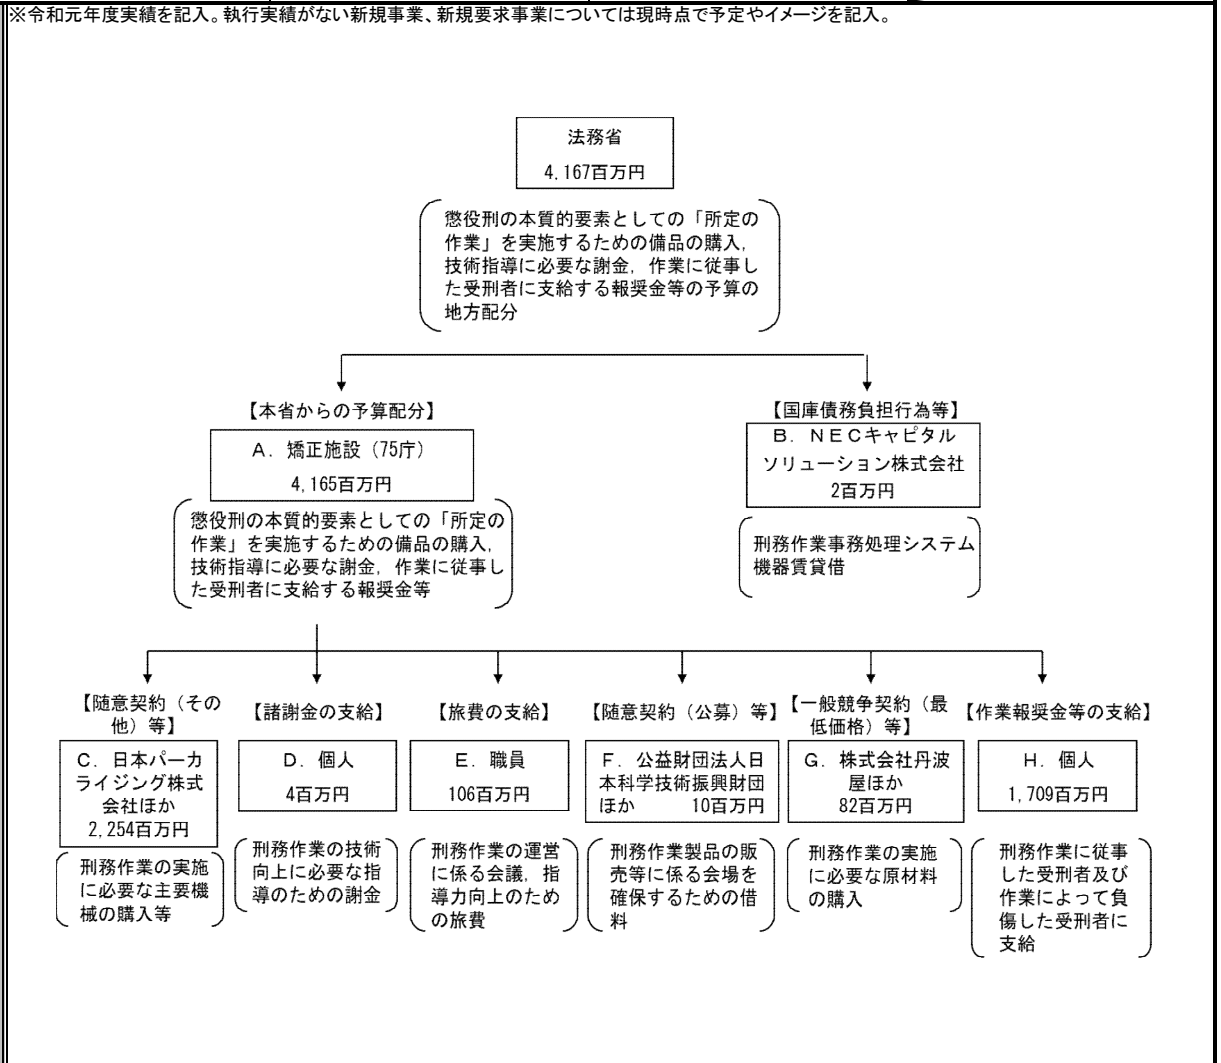 ※令和元年度実績を記入。執行実績がない新規事業、新規要求事業については現時点で予定やイメージを記入。
法務省
4,167百万円
懲役刑の本質的要素としての「所定の
作業」を実施するための備品の購入，
技術指導に必要な謝金，作業に従事し
た受刑者に支給する報奨金等の予算の
地方配分
【本省からの予算配分】
A．矯正施設（75庁）
4,165百万円
懲役刑の本質的要素としての「所定の
作業」を実施するための備品の購入，
技術指導に必要な謝金，作業に従事し
た受刑者に支給する報奨金等
【国庫債務負担行為等】
B．ＮＥＣキャピタル
ソリューション株式会社
2百万円
刑務作業事務処理システム
機器賃貸借
【随意契約（その
他）等】
C．日本パーカ
ライジング株式
会社ほか
2,254百万円
刑務作業の実施
に必要な主要機
械の購入等
【諸謝金の支給】
D．個人
4百万円
刑務作業の技術
向上に必要な指
導のための謝金
【旅費の支給】
E．職員
106百万円
刑務作業の運営
に係る会議，指
導力向上のため
の旅費
【随意契約（公募）等】
F．公益財団法人日
本科学技術振興財団
ほか　　10百万円
刑務作業製品の販
売等に係る会場を
確保するための借
料
【一般競争契約（最
低価格）等】
G．株式会社丹波
屋ほか
82百万円
刑務作業の実施
に必要な原材料
の購入
【作業報奨金等の支給】
H．個人
1,709百万円
刑務作業に従事
した受刑者及び
作業によって負
傷した受刑者に
支給